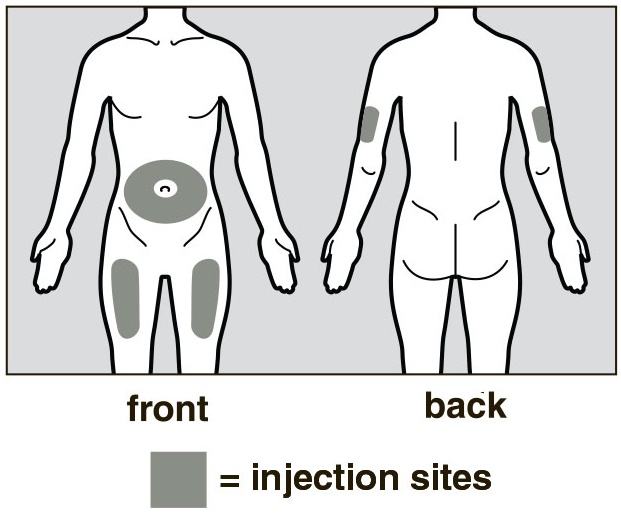 front
back
= injection sites